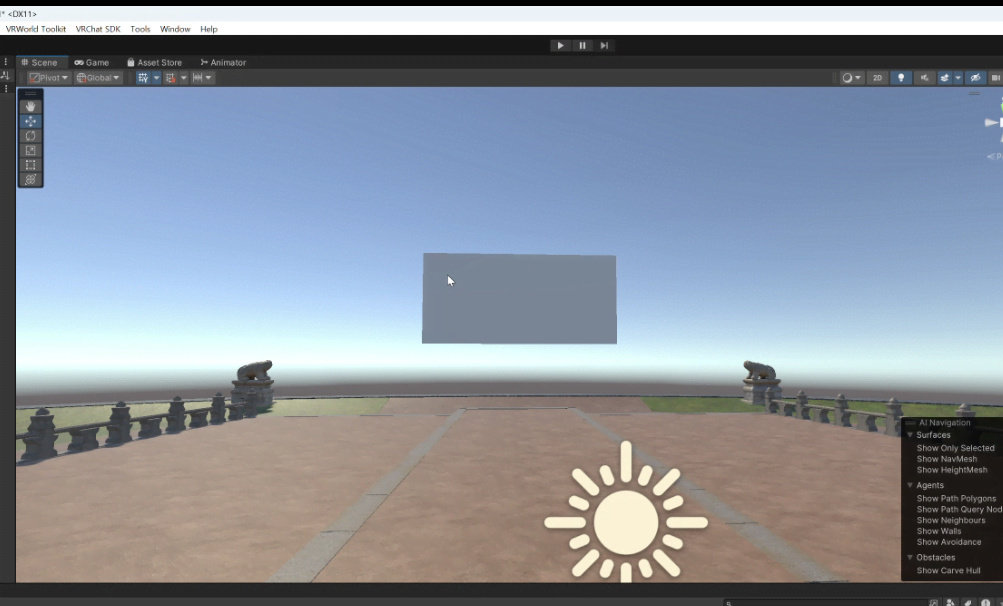 * <DX11>
VRWorld Toolkit VRChat SDK Tools Window Help
Scene Game Asset Store Animator
Pivot Global 2D
AI Navigation
Surfaces
Show Only Selected
Show NavMesh
Show HeightMesh
Agents
Show Path Polygons
Show Path Query Nod
Show Neighbours
Show Walls
Show Avoidance
Obstacles
Show Carve Hull